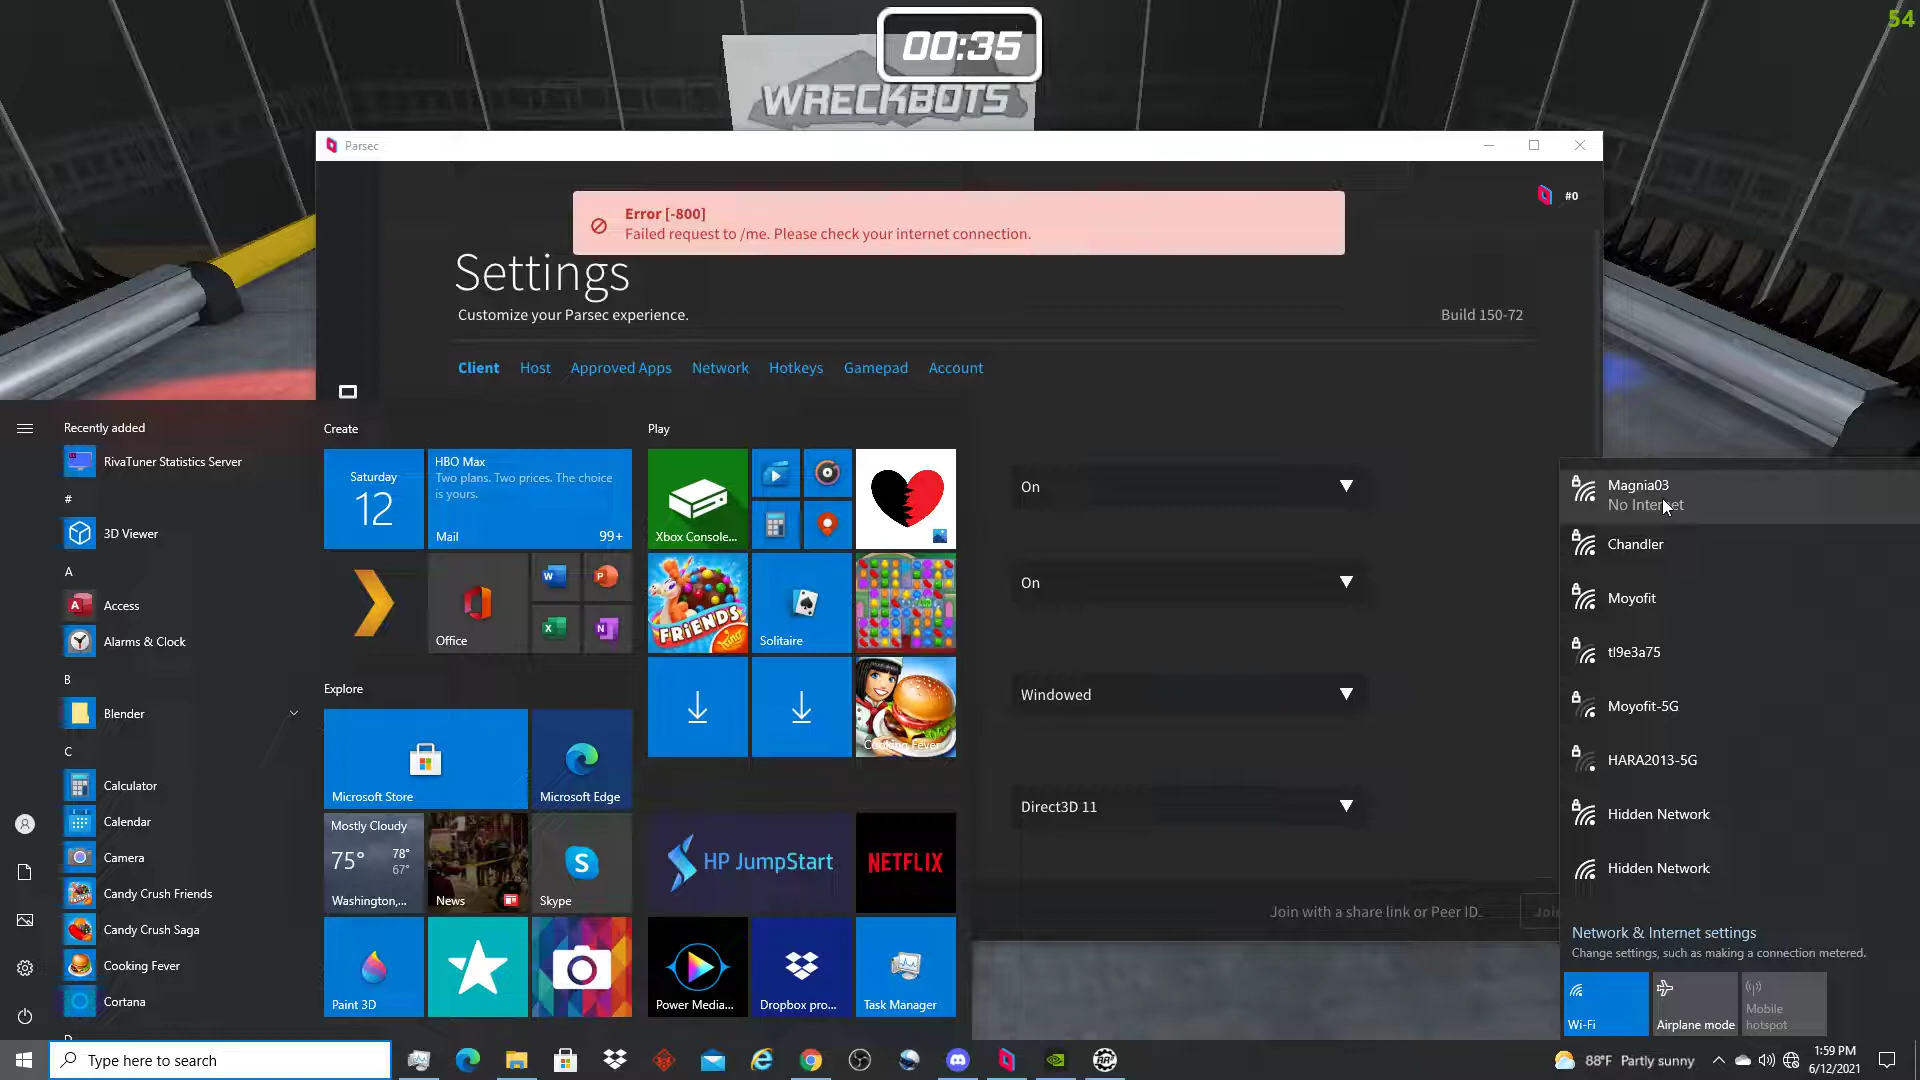 54
00:35
WRECKBOTS
Parsec
#0
Error [-800]
Failed request to /me. Please check your internet connection.
Settings
Customize your Parsec experience.
Build 150-72
Client
Host
Approved Apps
Network
Hotkeys
Gamepad
Account
Recently added
RivaTuner Statistics Server
#
3D Viewer
A
Access
Alarms & Clock
B
Blender
C
Calculator
Calendar
Camera
Candy Crush Friends
Candy Crush Saga
Cooking Fever
Cortana
Create
Saturday
12
HBO Max
Two plans. Two prices. The choice
is yours.
Mail
99+
Office
Explore
Microsoft Store
Microsoft Edge
Mostly Cloudy
75°
78°
67°
Washington,...
News
Skype
Paint 3D
Play
Xbox Console...
FRIENDS
King
Solitaire
Cooking Fever
HP JumpStart
NETFLIX
Power Media...
Dropbox pro...
Task Manager
On
On
Windowed
Direct3D 11
Join with a share link or Peer ID.
Magnia03
No Internet
Chandler
Moyofit
tl9e3a75
Moyofit-5G
HARA2013-5G
Hidden Network
Hidden Network
Network & Internet settings
Change settings, such as making a connection metered.
Wi-Fi
Airplane mode
Mobile
hotspot
Type here to search
88°F
Partly sunny
1:59 PM
6/12/2021